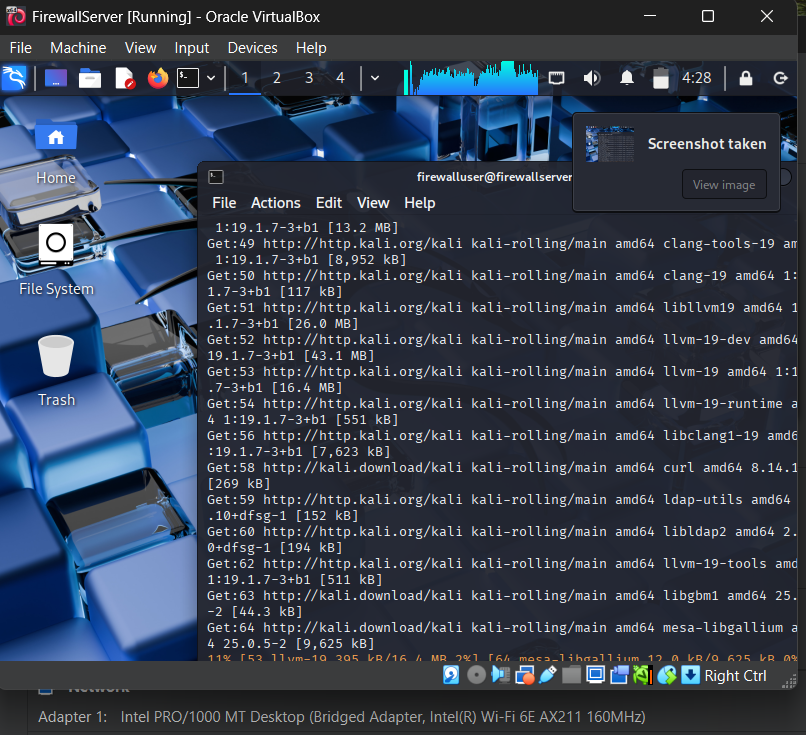 FirewallServer [Running] - Oracle VirtualBox
File Machine View Input Devices Help
1 2 3 4 4:28
Screenshot taken
View image
Home
File System
Trash
firewalluser@firewallserver
File Actions Edit View Help
1:19.1.7-3+b1 [13.2 MB]
Get:49 http://http.kali.org/kali kali-rolling/main amd64 clang-tools-19 am
1:19.1.7-3+b1 [8,952 kB]
Get:50 http://http.kali.org/kali kali-rolling/main amd64 clang-19 amd64 1:
1.7-3+b1 [117 kB]
Get:51 http://http.kali.org/kali kali-rolling/main amd64 libllvm19 amd64 1
.1.7-3+b1 [26.0 MB]
Get:52 http://http.kali.org/kali kali-rolling/main amd64 llvm-19-dev amd64
19.1.7-3+b1 [43.1 MB]
Get:53 http://http.kali.org/kali kali-rolling/main amd64 llvm-19 amd64 1:1
.7-3+b1 [16.4 MB]
Get:54 http://http.kali.org/kali kali-rolling/main amd64 llvm-19-runtime a
4 1:19.1.7-3+b1 [551 kB]
Get:56 http://http.kali.org/kali kali-rolling/main amd64 libclang1-19 amd6
:19.1.7-3+b1 [7,623 kB]
Get:58 http://kali.download/kali kali-rolling/main amd64 curl amd64 8.14.1
[269 kB]
Get:59 http://http.kali.org/kali kali-rolling/main amd64 ldap-utils amd64
.10+dfsg-1 [152 kB]
Get:60 http://http.kali.org/kali kali-rolling/main amd64 libldap2 amd64 2.
0+dfsg-1 [194 kB]
Get:62 http://http.kali.org/kali kali-rolling/main amd64 llvm-19-tools amd
1:19.1.7-3+b1 [511 kB]
Get:63 http://kali.download/kali kali-rolling/main amd64 libgbm1 amd64 25.
-2 [44.3 kB]
Get:64 http://kali.download/kali kali-rolling/main amd64 mesa-libgallium a
4 25.0.5-2 [9,625 kB]
11% [53 llvm-19 395 kB/16.4 MB 2%] [64 mesa-libgallium 12.0 kB/9,625 kB 0%
Right Ctrl
Network
Adapter 1: Intel PRO/1000 MT Desktop (Bridged Adapter, Intel(R) Wi-Fi 6E AX211 160MHz)